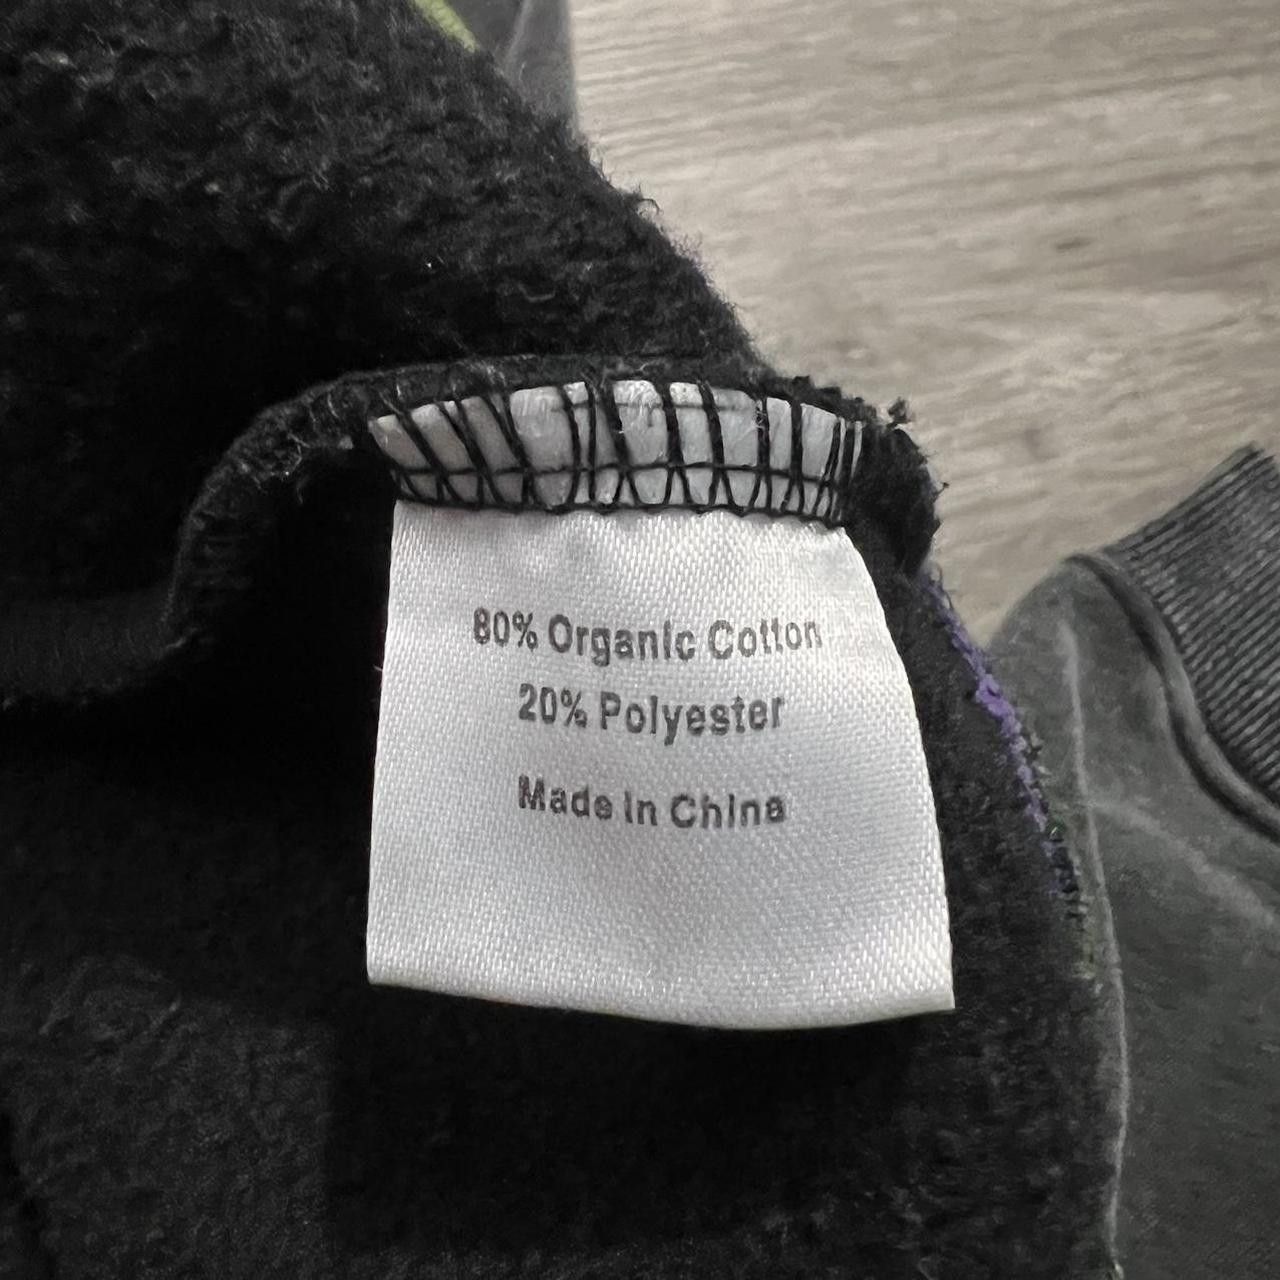 80% Organic Cotton
20% Polyester
Made in China